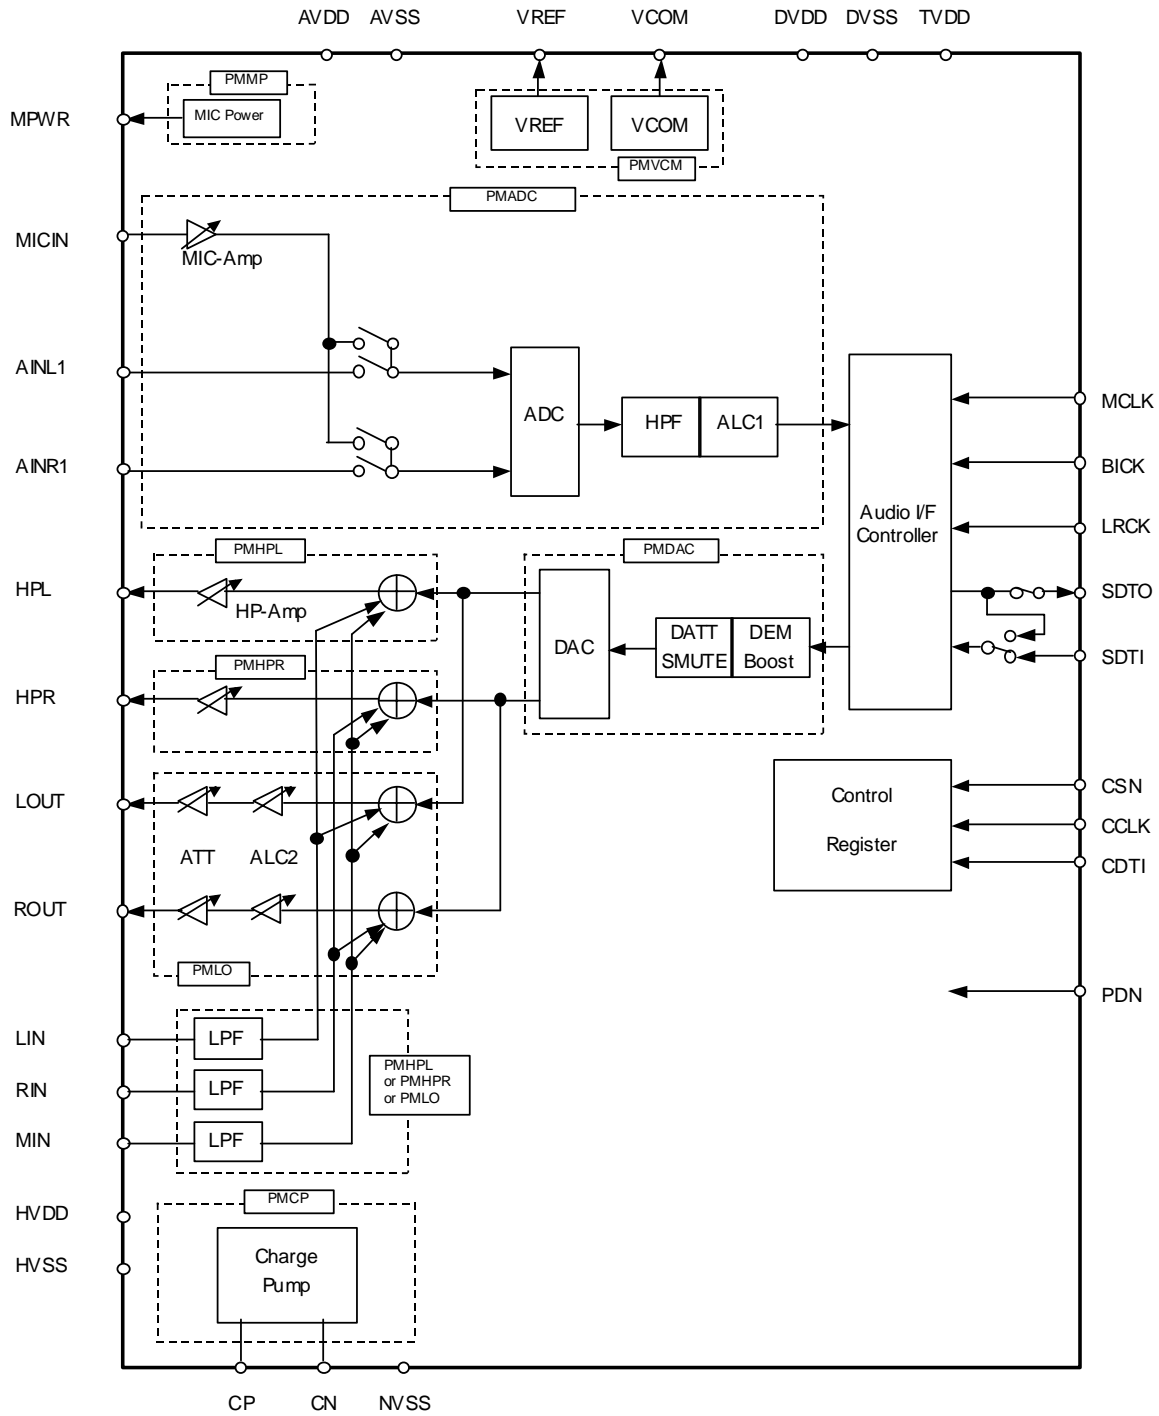 AVDD AVSS VREF VCOM DVDD DVSS TVDD
PMMP
MPWR
MIC Power
VREF
VCOM
PMVCM
PMADC
MICIN
MIC-Amp
AINL1
ADC
HPF
ALC1
MCLK
AINR1
BICK
Audio I/F
Controller
LRCK
PMHPL
PMDAC
HPL
HP-Amp
SDTO
DAC
DATT
SMUTE
DEM
Boost
SDTI
PMHPR
HPR
LOUT
ATT
ALC2
Control
Register
CSN
CCLK
CDTI
ROUT
PMLO
PDN
LIN
LPF
PMHPL
or PMHPR
or PMLO
RIN
LPF
MIN
LPF
PMCP
HVDD
HVSS
Charge
Pump
CP CN NVSS